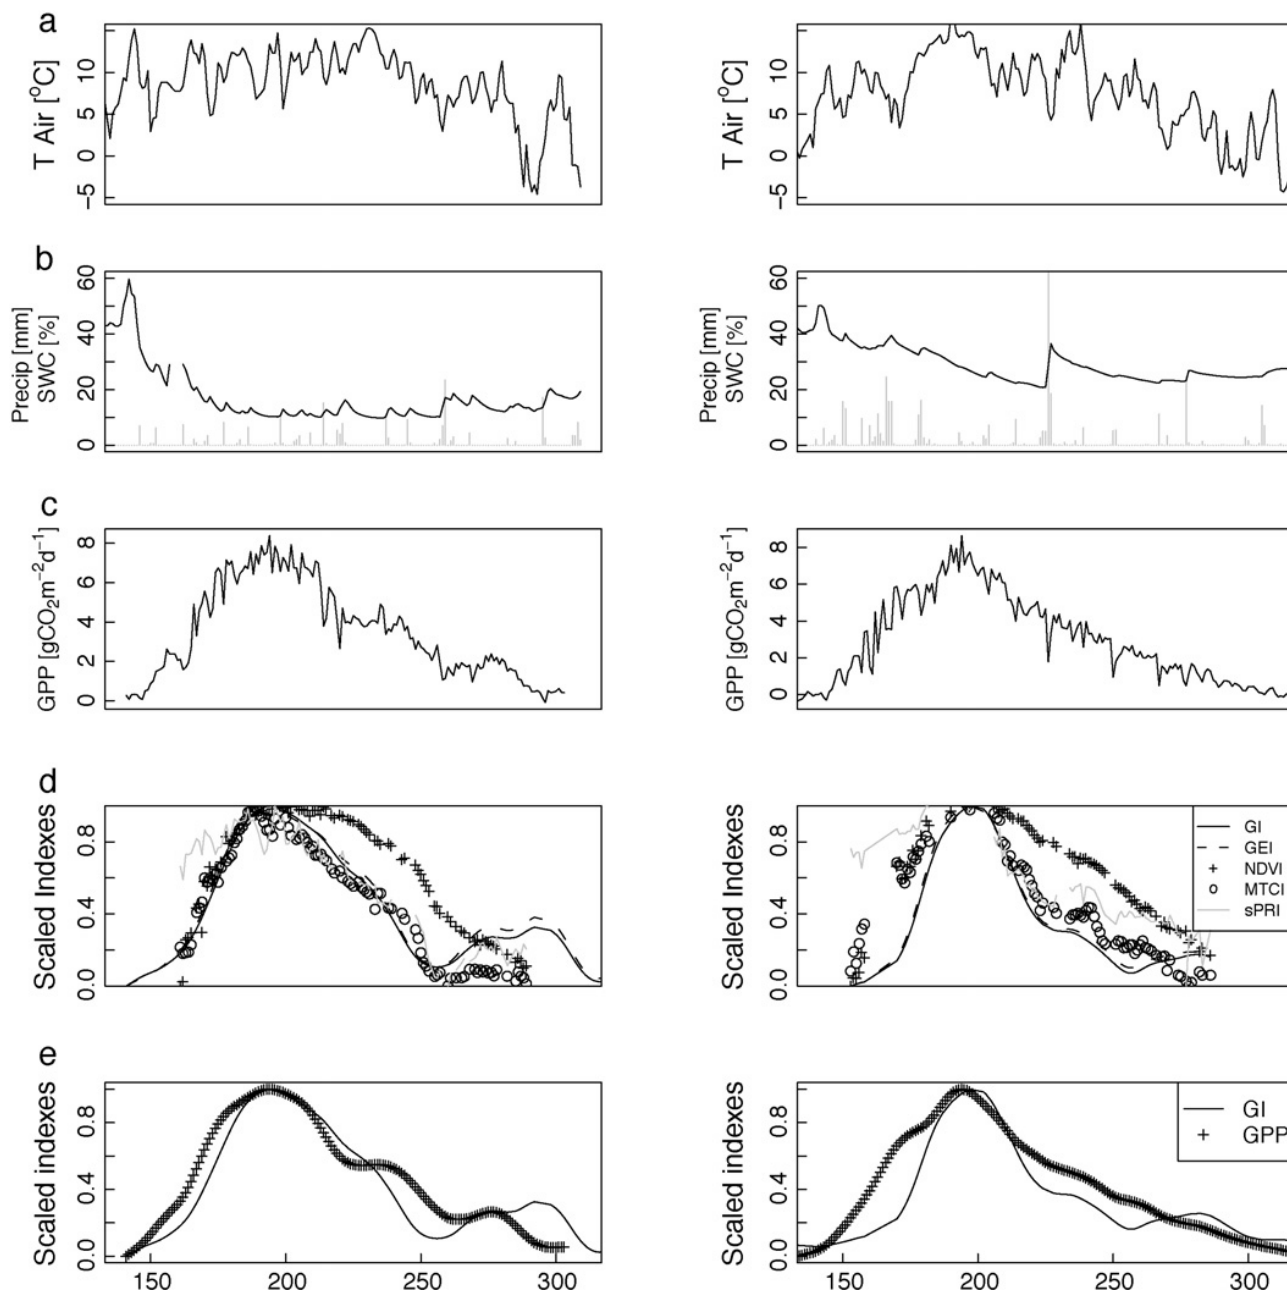 a
T Air [°C]
−5 0 5 10
T Air [°C]
−5 0 5 10
b
Precip [mm]
SWC [%]
0 20 40 60
Precip [mm]
SWC [%]
0 20 40 60
c
GPP [gCO₂m⁻²d⁻¹]
0 2 4 6 8
GPP [gCO₂m⁻²d⁻¹]
0 2 4 6 8
d
Scaled Indexes
0.0 0.4 0.8
Scaled Indexes
0.0 0.4 0.8
GI
GEI
NDVI
MTCI
sPRI
e
Scaled indexes
0.0 0.4 0.8
150 200 250 300
Scaled indexes
0.0 0.4 0.8
GI
GPP
150 200 250 300